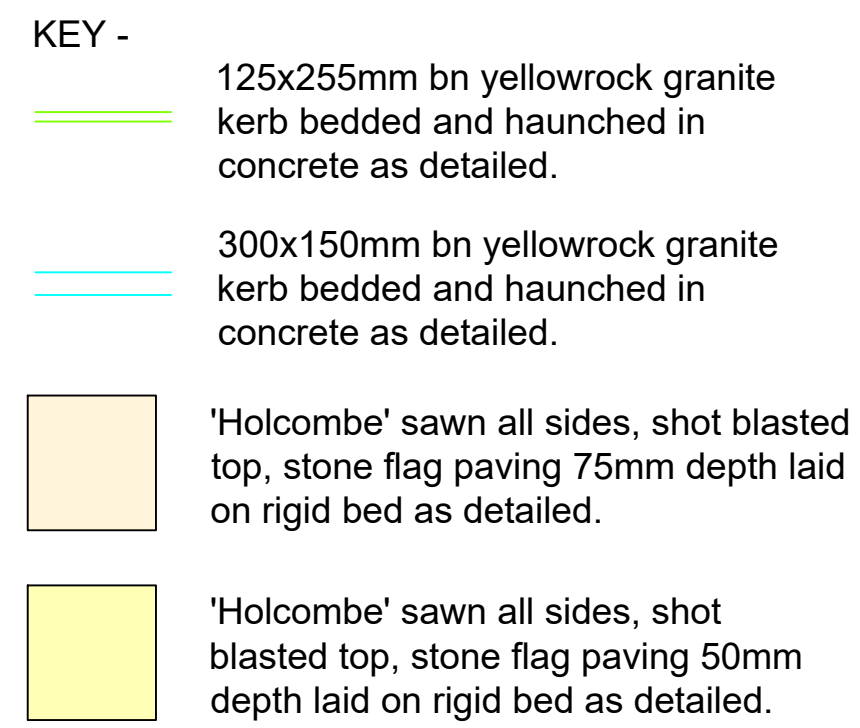 KEY -
125x255mm bn yellowrock granite
kerb bedded and haunched in
concrete as detailed.
300x150mm bn yellowrock granite
kerb bedded and haunched in
concrete as detailed.
'Holcombe' sawn all sides, shot blasted
top, stone flag paving 75mm depth laid
on rigid bed as detailed.
'Holcombe' sawn all sides, shot
blasted top, stone flag paving 50mm
depth laid on rigid bed as detailed.